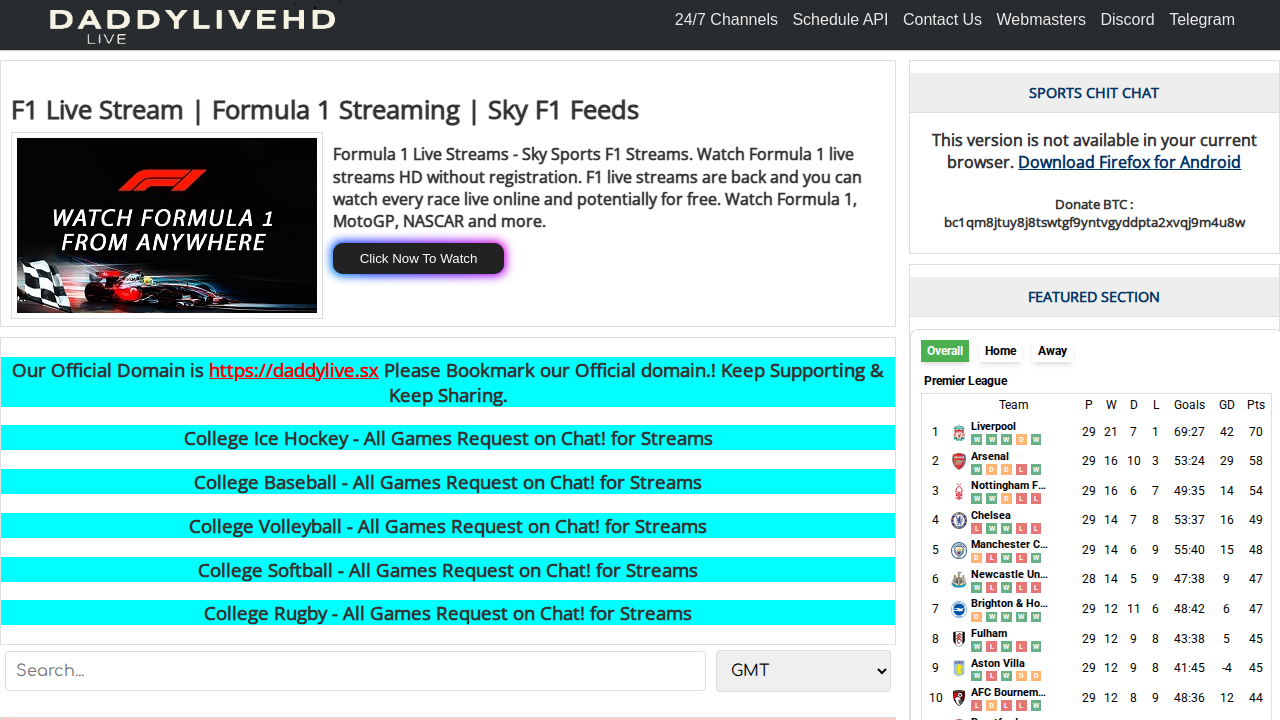 DADDYLIVEHD
LIVE
24/7 Channels Schedule API Contact Us Webmasters Discord Telegram
F1 Live Stream | Formula 1 Streaming | Sky F1 Feeds
WATCH FORMULA 1
FROM ANYWHERE
Formula 1 Live Streams - Sky Sports F1 Streams. Watch Formula 1 live
streams HD without registration. F1 live streams are back and you can
watch every race live online and potentially for free. Watch Formula 1,
MotoGP, NASCAR and more.
Click Now To Watch
Our Official Domain is https://daddylive.sx Please Bookmark our Official domain.! Keep Supporting &
Keep Sharing.
College Ice Hockey - All Games Request on Chat! for Streams
College Baseball - All Games Request on Chat! for Streams
College Volleyball - All Games Request on Chat! for Streams
College Softball - All Games Request on Chat! for Streams
College Rugby - All Games Request on Chat! for Streams
Search...
GMT
SPORTS CHIT CHAT
This version is not available in your current
browser. Download Firefox for Android
Donate BTC :
bc1qm8jtuy8j8tswtgf9yntvgyddpta2xvqj9m4u8w
FEATURED SECTION
Overall Home Away
Premier League
Team P W D L Goals GD Pts
1 Liverpool 29 21 7 1 69:27 42 70
W W W D W
2 Arsenal 29 16 10 3 53:24 29 58
W D D L W
3 Nottingham F... 29 16 6 7 49:35 14 54
W W D L L
4 Chelsea 29 14 7 8 53:37 16 49
L W W L L
5 Manchester C... 29 14 6 9 55:40 15 48
D L W L W
6 Newcastle Un... 28 14 5 9 47:38 9 47
W L W L L
7 Brighton & Ho... 29 12 11 6 48:42 6 47
D W W W W
8 Fulham 29 12 9 8 43:38 5 45
W L W L W
9 Aston Villa 29 12 9 8 41:45 -4 45
W L W D D
10 AFC Bournem... 29 12 8 9 48:36 12 44
L D L L W